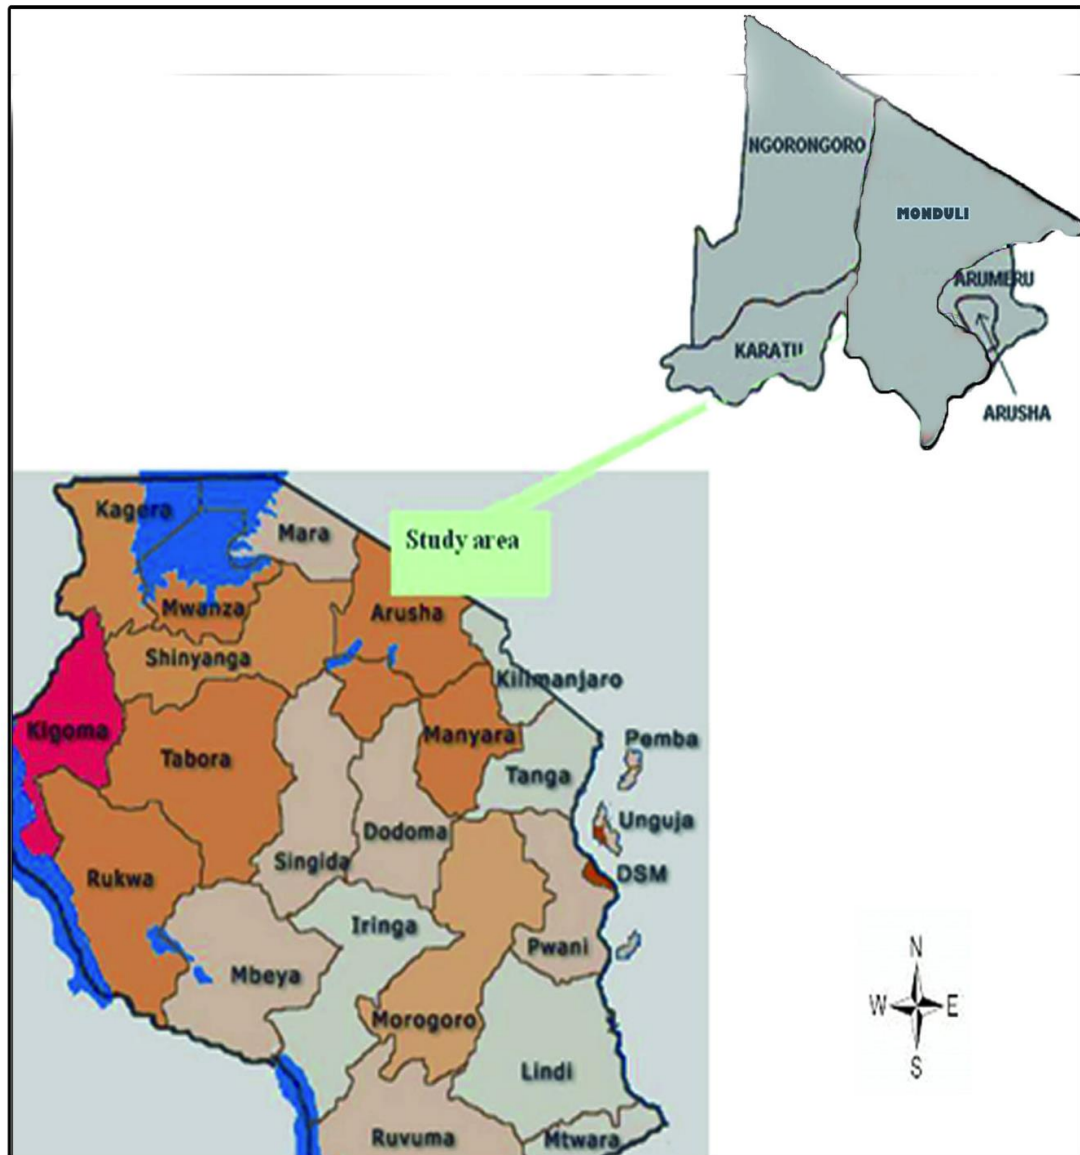 NGORONGORO
MONDULI
ARUMERU
KARATU
ARUSHA
Study area
Kagera
Mara
Mwanza
Arusha
Shinyanga
Kilimanjaro
Kigoma
Manyara
Pemba
Tabora
Tanga
Unguja
Dodoma
Singida
DSM
Rukwa
Iringa
Pwani
Mbeya
Morogoro
Lindi
Ruvuma
Mtwara
N
W
E
S